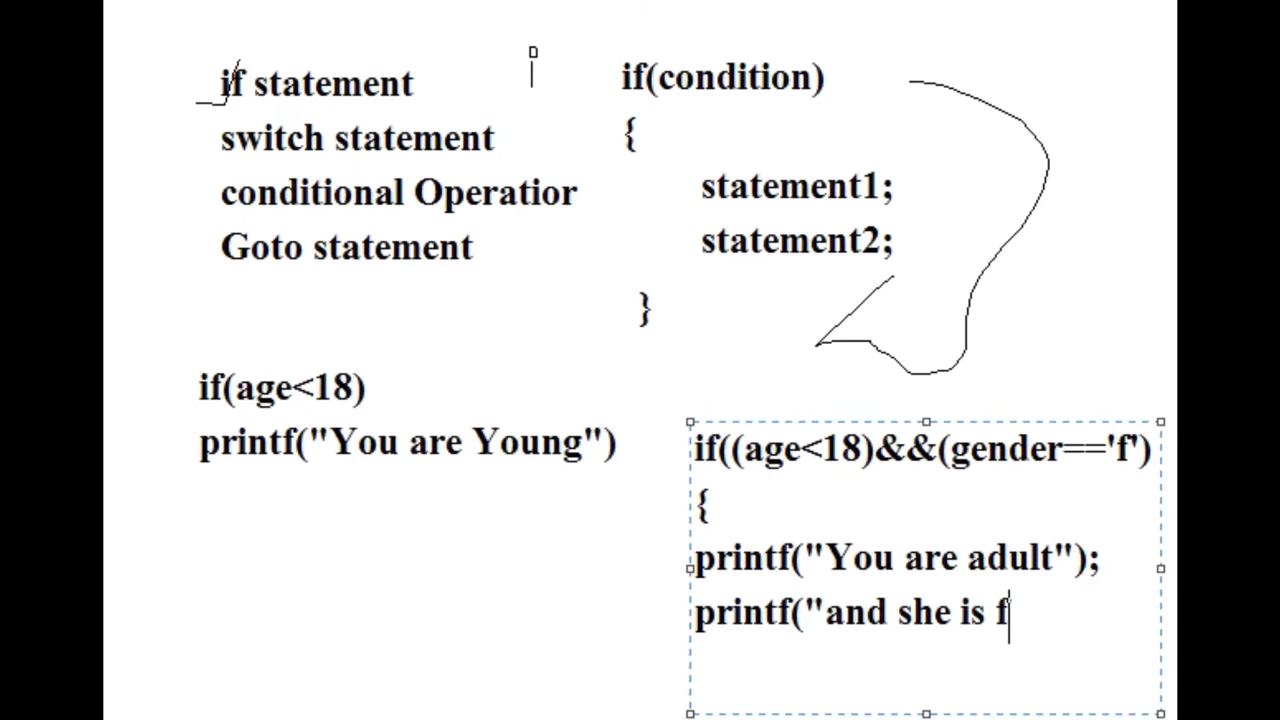 if statement
switch statement
conditional Operatior
Goto statement
if(condition)
{
statement1;
statement2;
}
if(age<18)
printf("You are Young")
if((age<18)&&(gender=='f')
{
printf("You are adult");
printf("and she is f